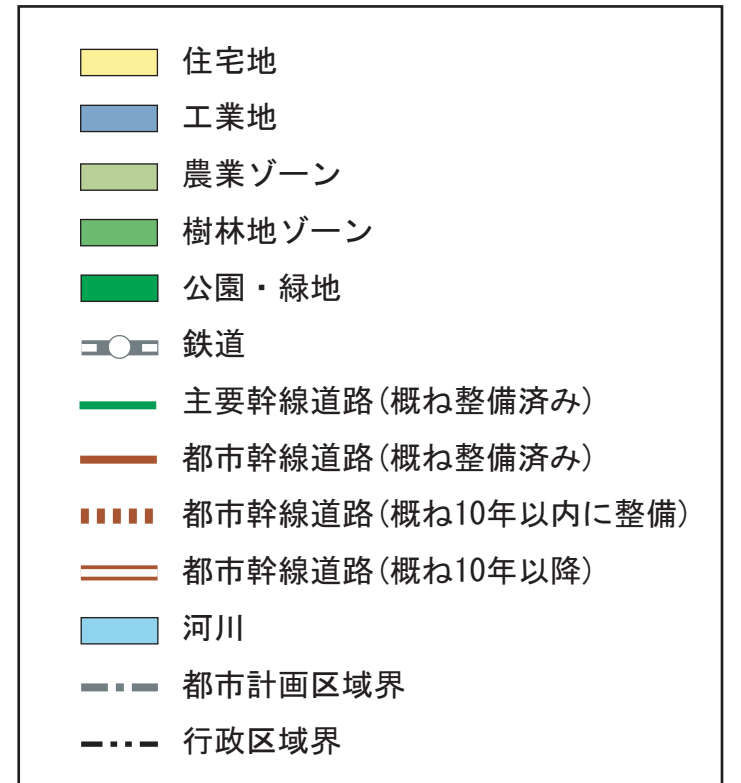 住宅地
工業地
農業ゾーン
樹林地ゾーン
公園・緑地
鉄道
主要幹線道路(概ね整備済み)
都市幹線道路(概ね整備済み)
都市幹線道路(概ね10年以内に整備)
都市幹線道路(概ね10年以降)
河川
都市計画区域界
行政区域界